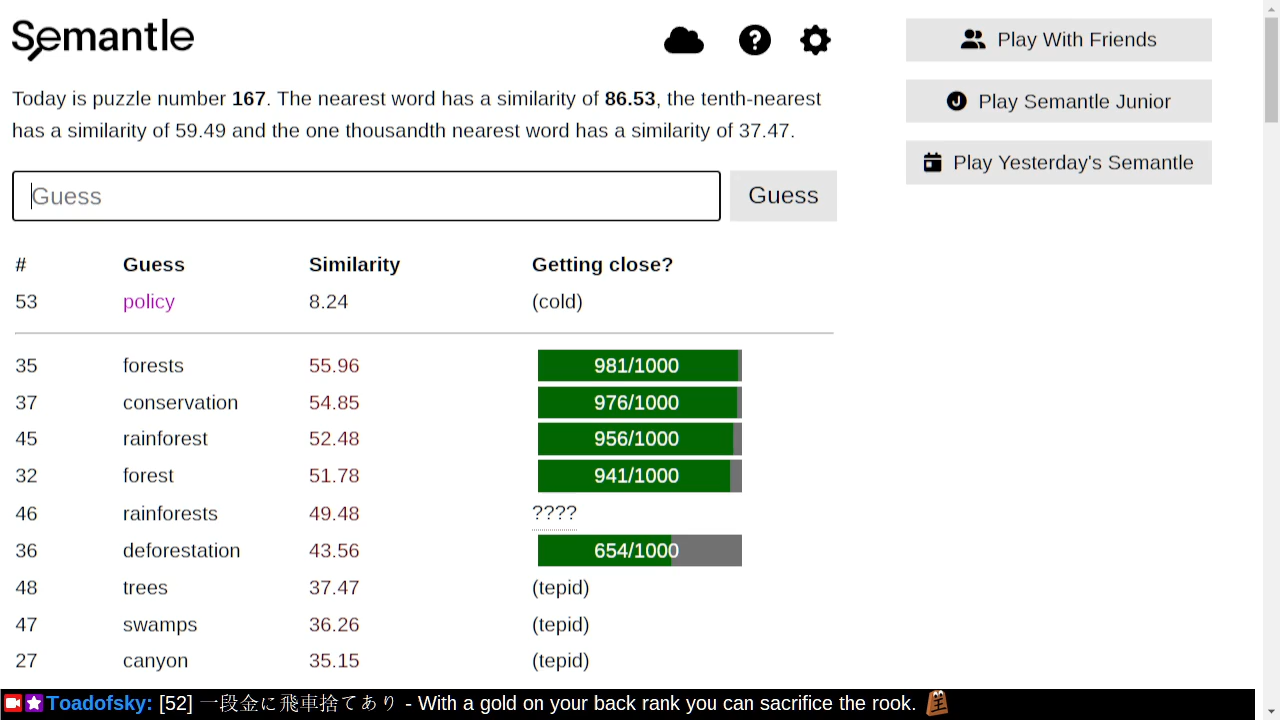 Semantle
Play With Friends
Today is puzzle number 167. The nearest word has a similarity of 86.53, the tenth-nearest
has a similarity of 59.49 and the one thousandth nearest word has a similarity of 37.47.
J Play Semantle Junior
Play Yesterday's Semantle
Guess Guess
# Guess Similarity Getting close?
53 policy 8.24 (cold)
35 forests 55.96 981/1000
37 conservation 54.85 976/1000
45 rainforest 52.48 956/1000
32 forest 51.78 941/1000
46 rainforests 49.48 ????
36 deforestation 43.56 654/1000
48 trees 37.47 (tepid)
47 swamps 36.26 (tepid)
27 canyon 35.15 (tepid)
Toadofsky: [52] 一段金に飛車捨てあり - With a gold on your back rank you can sacrifice the rook.